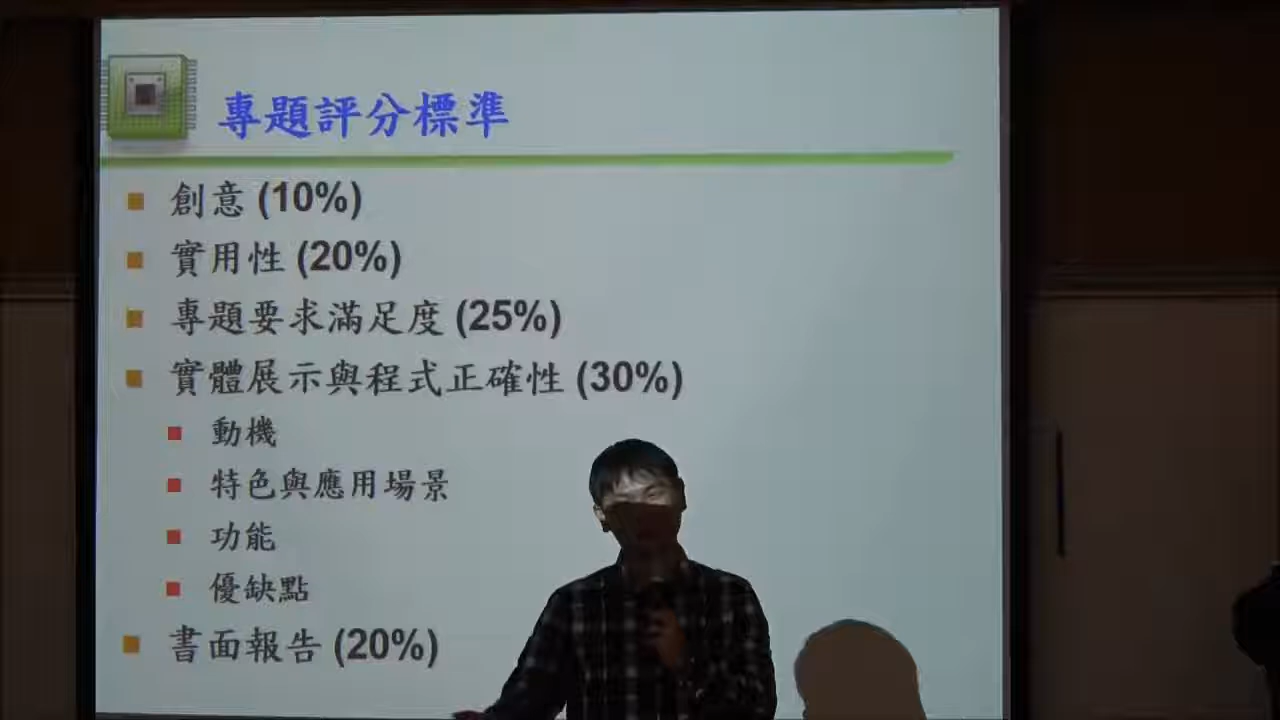 專題評分標準
創意 (10%)
實用性 (20%)
專題要求滿足度 (25%)
實體展示與程式正確性 (30%)
動機
特色與應用場景
功能
優缺點
書面報告 (20%)